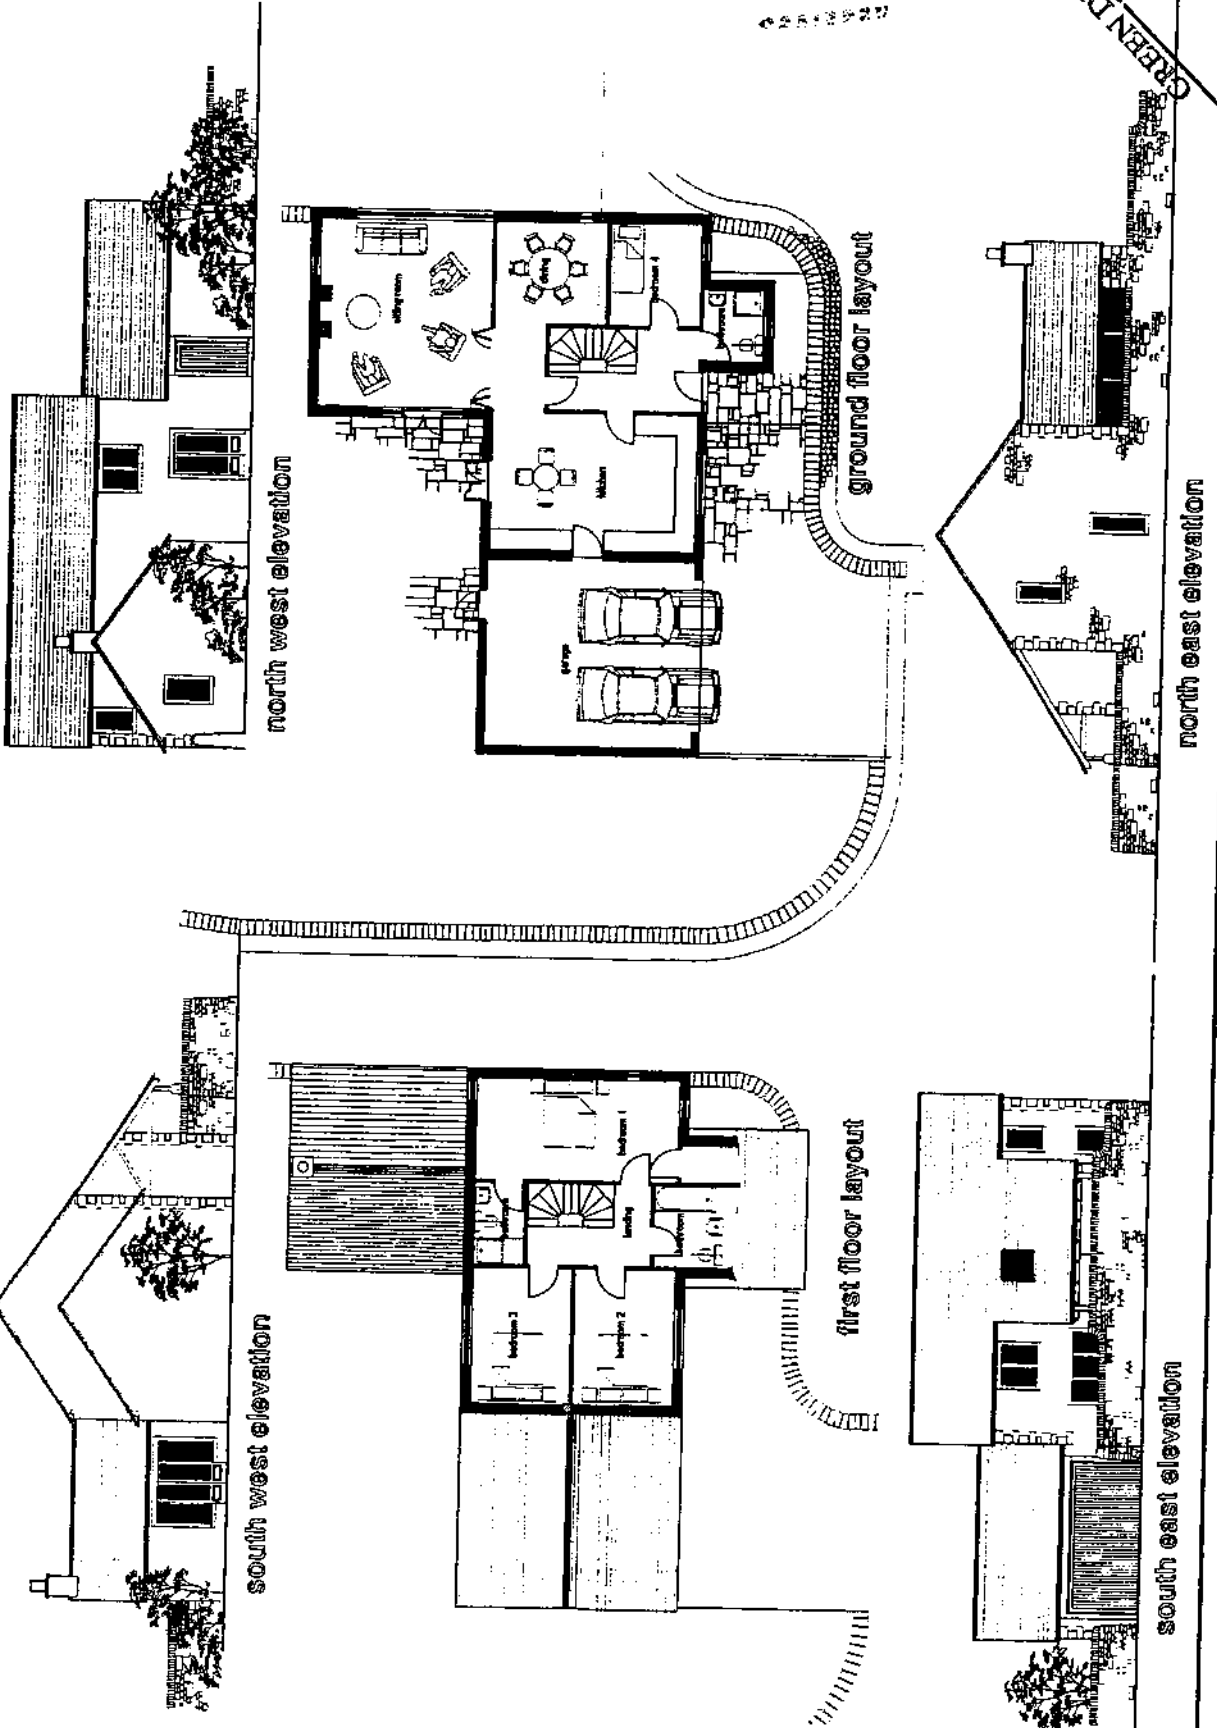 south west elevation
north west elevation
bedroom 3
bedroom 2
landing
bathroom
bedroom 1
first floor layout
garage
kitchen
sitting room
dining
bedroom 4
bathroom
ground floor layout
south east elevation
north east elevation